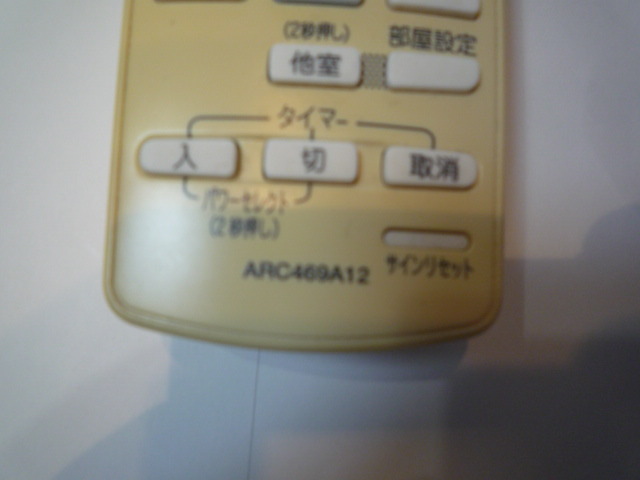 (2秒押し) 部屋設定
他室
タイマー
入 切 取消
パワーセレクト
(2秒押し)
サインリセット
ARC469A12